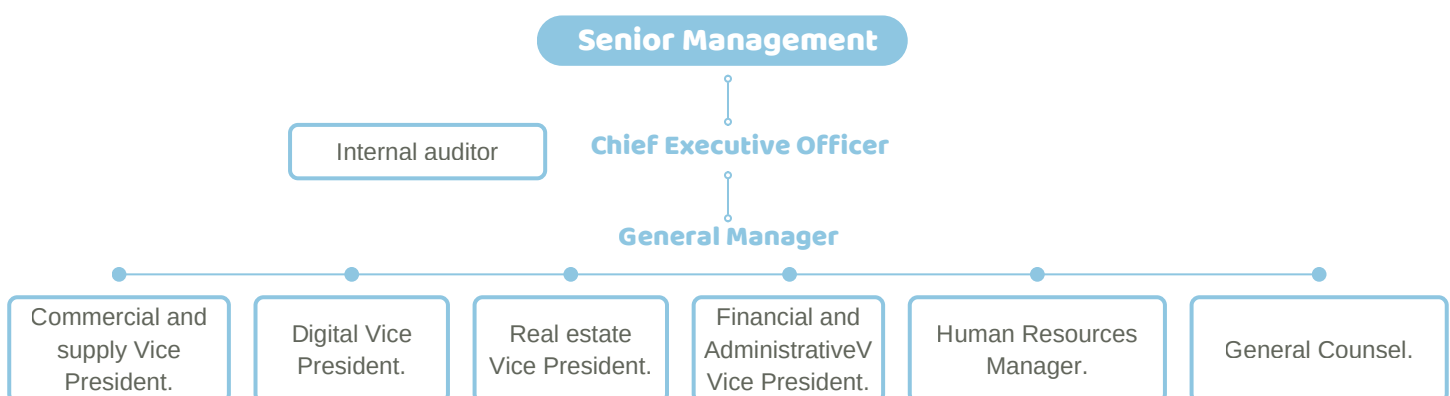 Senior Management
Internal auditor
Chief Executive Officer
General Manager
Commercial and
supply Vice
President.
Digital Vice
President.
Real estate
Vice President.
Financial and
AdministrativeV
Vice President.
Human Resources
Manager.
General Counsel.